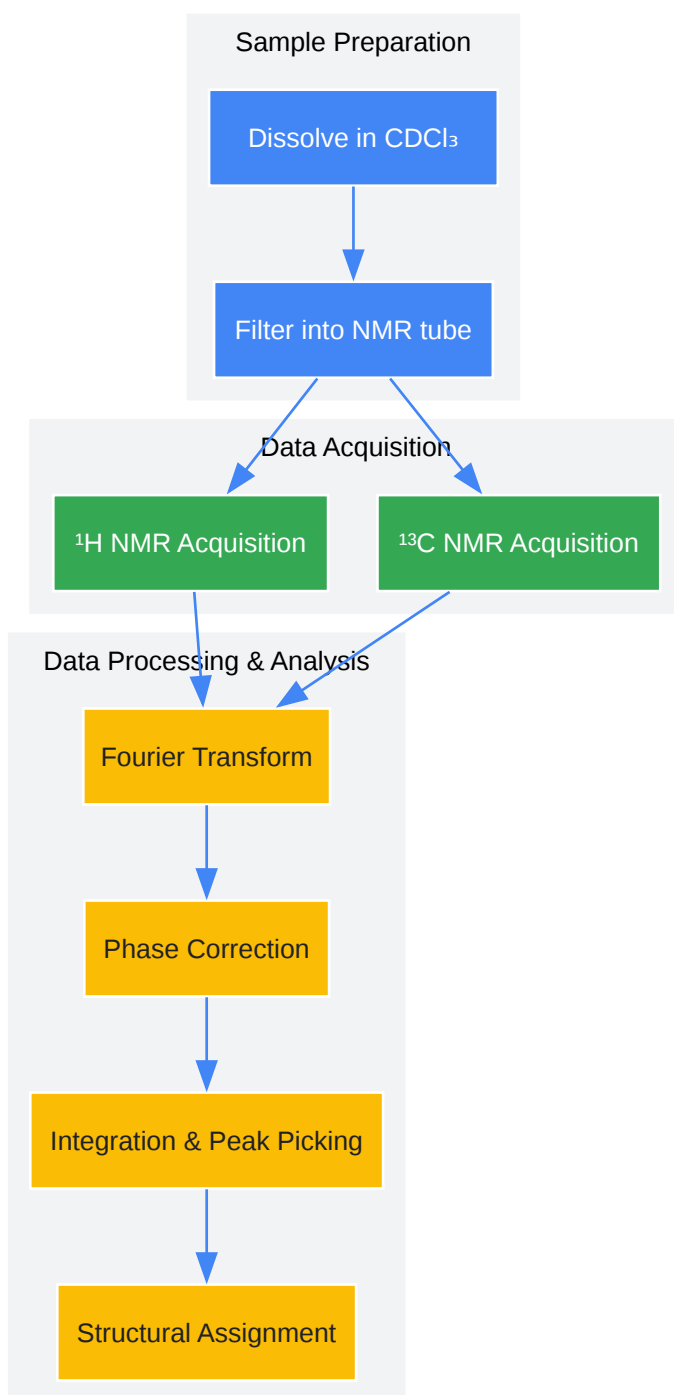 Sample Preparation
Dissolve in CDCl₃
Filter into NMR tube
Data Acquisition
¹H NMR Acquisition
¹³C NMR Acquisition
Data Processing & Analysis
Fourier Transform
Phase Correction
Integration & Peak Picking
Structural Assignment